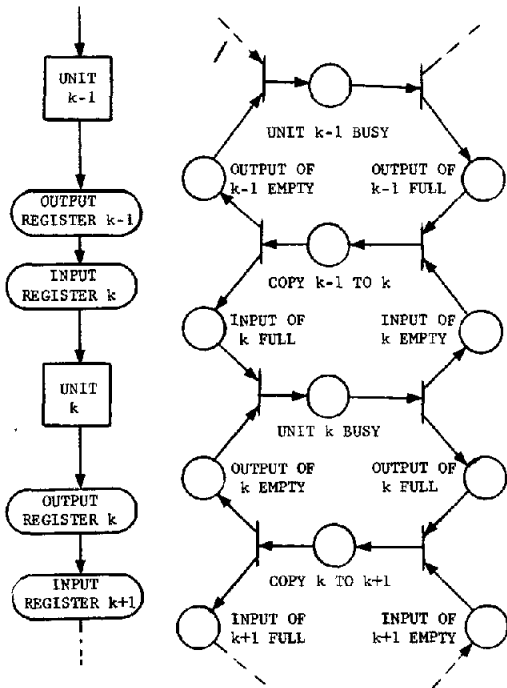 UNIT
k-1
OUTPUT
REGISTER k-1
INPUT
REGISTER k
UNIT
k
OUTPUT
REGISTER k
INPUT
REGISTER k+1
UNIT k-1 BUSY
OUTPUT OF
k-1 EMPTY
OUTPUT OF
k-1 FULL
COPY k-1 TO k
INPUT OF
k FULL
INPUT OF
k EMPTY
UNIT k BUSY
OUTPUT OF
k EMPTY
OUTPUT OF
k FULL
COPY k TO k+1
INPUT OF
k+1 FULL
INPUT OF
k+1 EMPTY